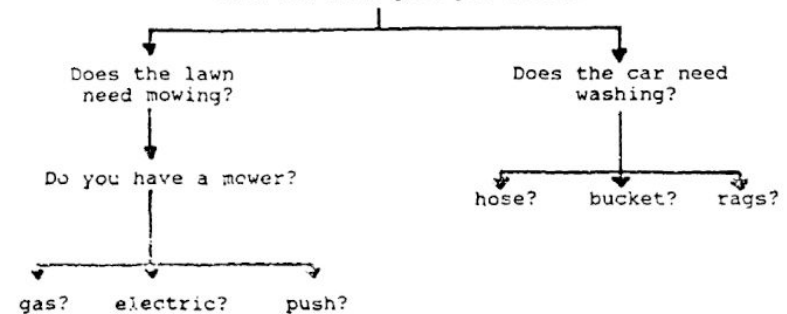 Does the lawn
need mowing?
Does the car need
washing?
Do you have a mower?
hose? bucket? rags?
gas? electric? push?